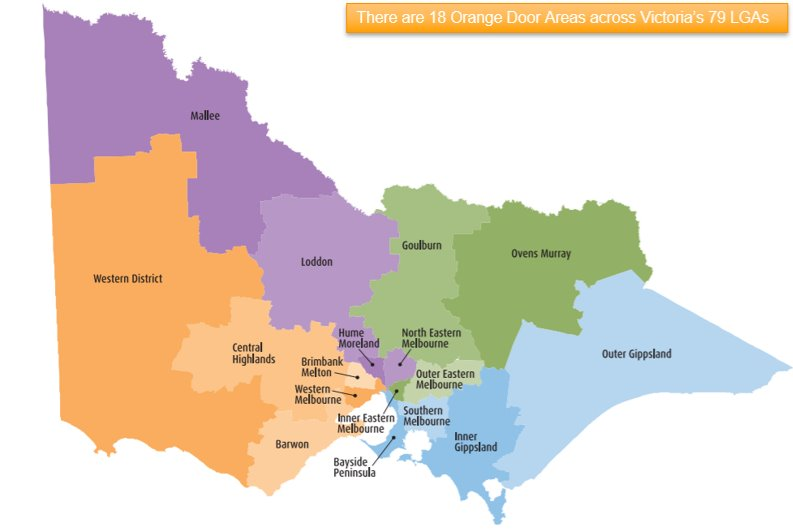 There are 18 Orange Door Areas across Victoria's 79 LGAs
Mallee
Goulburn
Ovens Murray
Loddon
Western District
Hume
Moreland
North Eastern
Melbourne
Central
Highlands
Outer Gippsland
Brimbank
Melton
Outer Eastern
Melbourne
Western
Melbourne
Inner Eastern
Melbourne
Southern
Melbourne
Barwon
Inner
Gippsland
Bayside
Peninsula